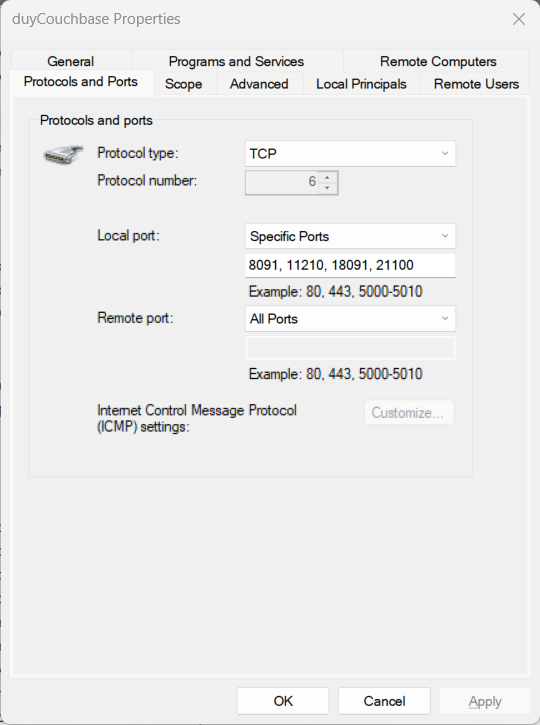 duyCouchbase Properties
General
Programs and Services
Remote Computers
Protocols and Ports
Scope
Advanced
Local Principals
Remote Users
Protocols and ports
Protocol type:
TCP
Protocol number:
6
Local port:
Specific Ports
8091, 11210, 18091, 21100
Example: 80, 443, 5000-5010
Remote port:
All Ports
Example: 80, 443, 5000-5010
Internet Control Message Protocol
(ICMP) settings:
Customize...
OK
Cancel
Apply